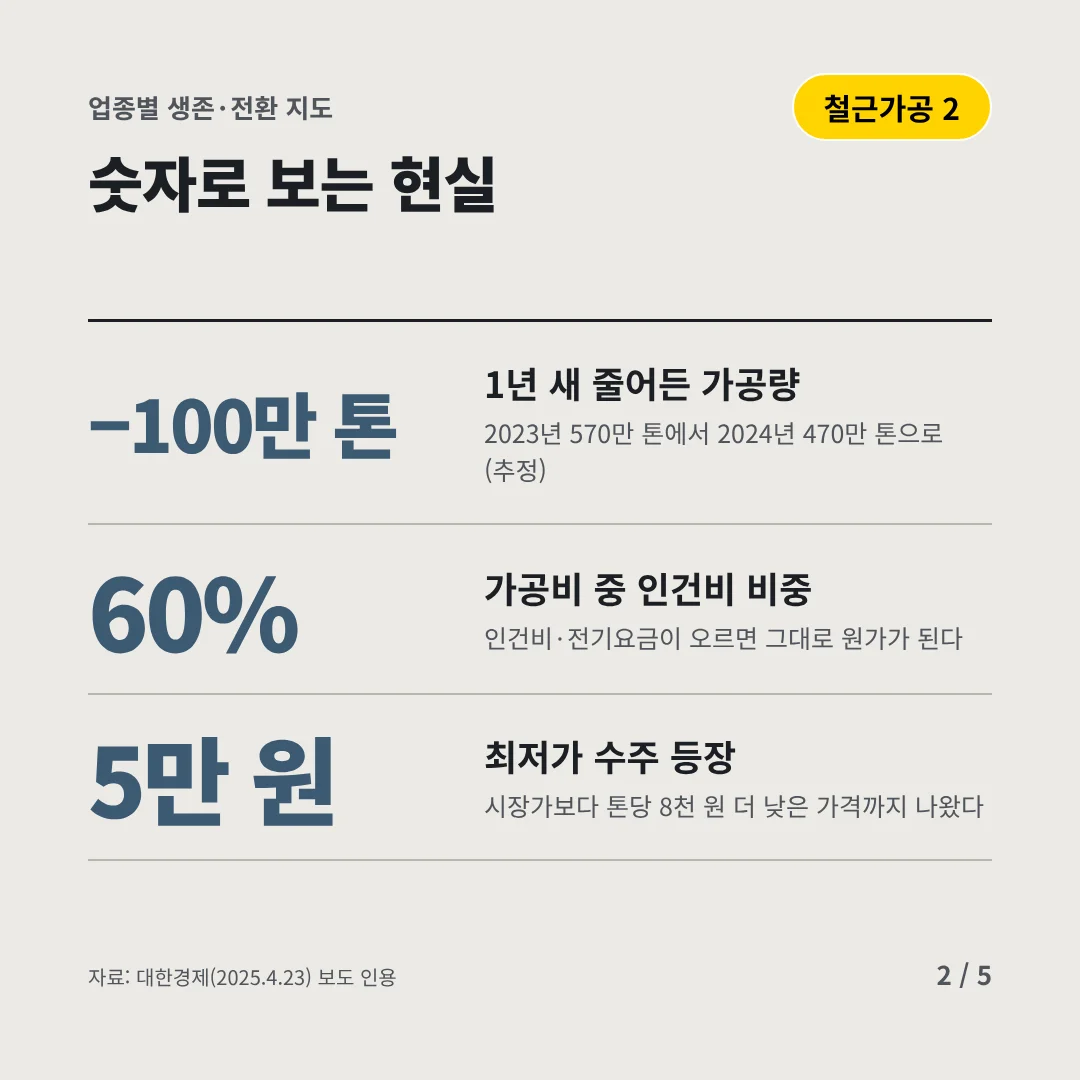 업종별 생존·전환 지도
철근가공 2
숫자로 보는 현실
–100만 톤
1년 새 줄어든 가공량
2023년 570만 톤에서 2024년 470만 톤으로
(추정)
60%
가공비 중 인건비 비중
인건비·전기요금이 오르면 그대로 원가가 된다
5만 원
최저가 수주 등장
시장가보다 톤당 8천 원 더 낮은 가격까지 나왔다
자료: 대한경제(2025.4.23) 보도 인용
2 / 5